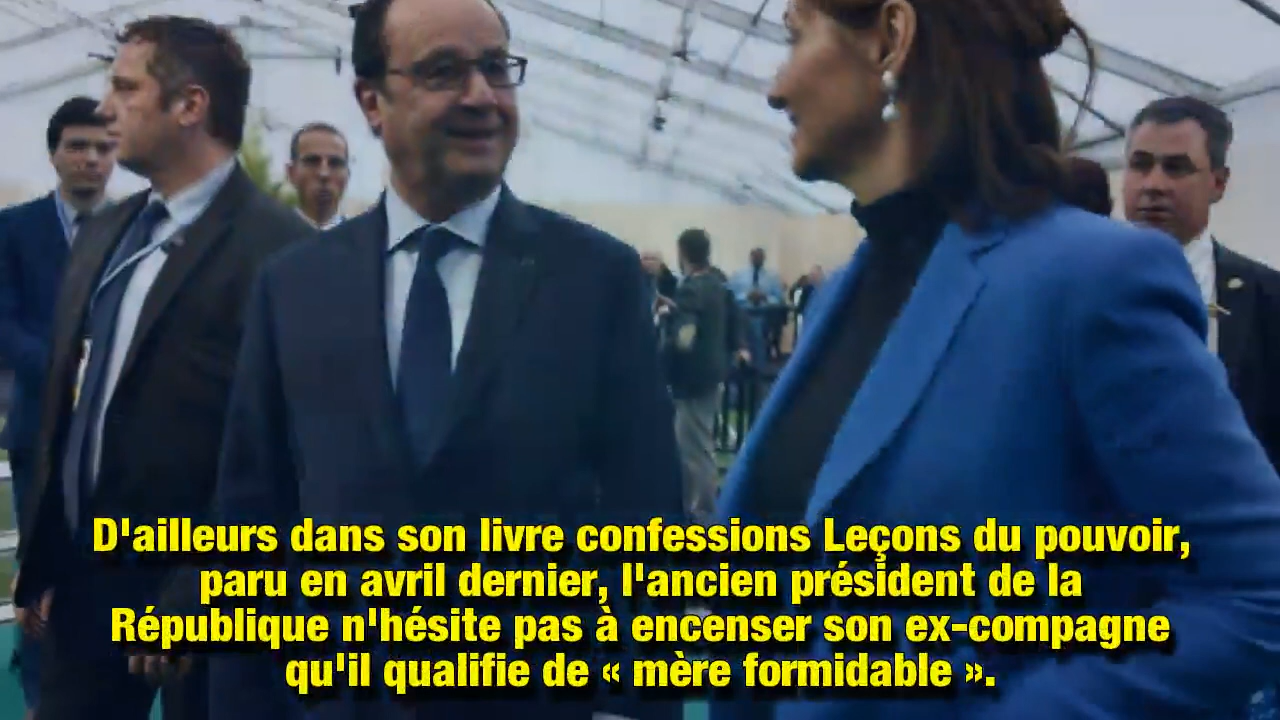 D'ailleurs dans son livre confessions Leçons du pouvoir,
paru en avril dernier, l'ancien président de la
République n'hésite pas à encenser son ex-compagne
qu'il qualifie de « mère formidable ».